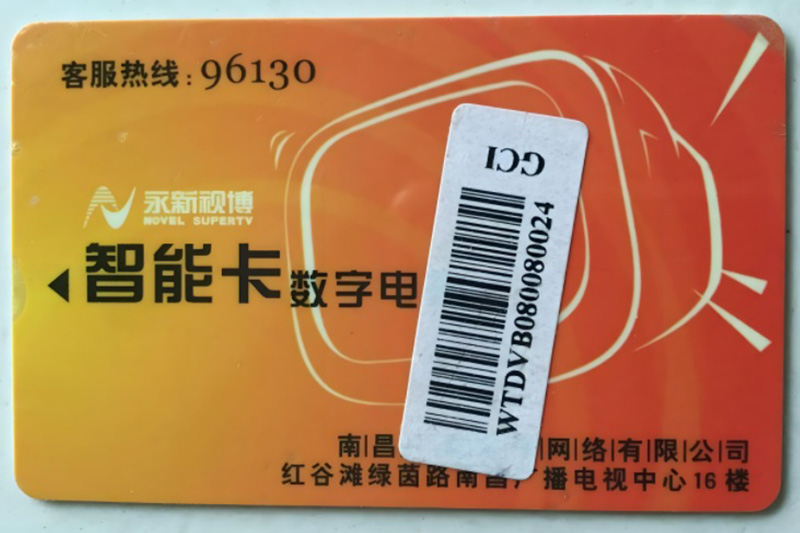 客服热线:96130
永新视博
NOVEL SUPERTV
智能卡 数字电
GCI
WTDVB080080024
南昌 网络有限公司
红谷滩绿茵路南昌广播电视中心16楼